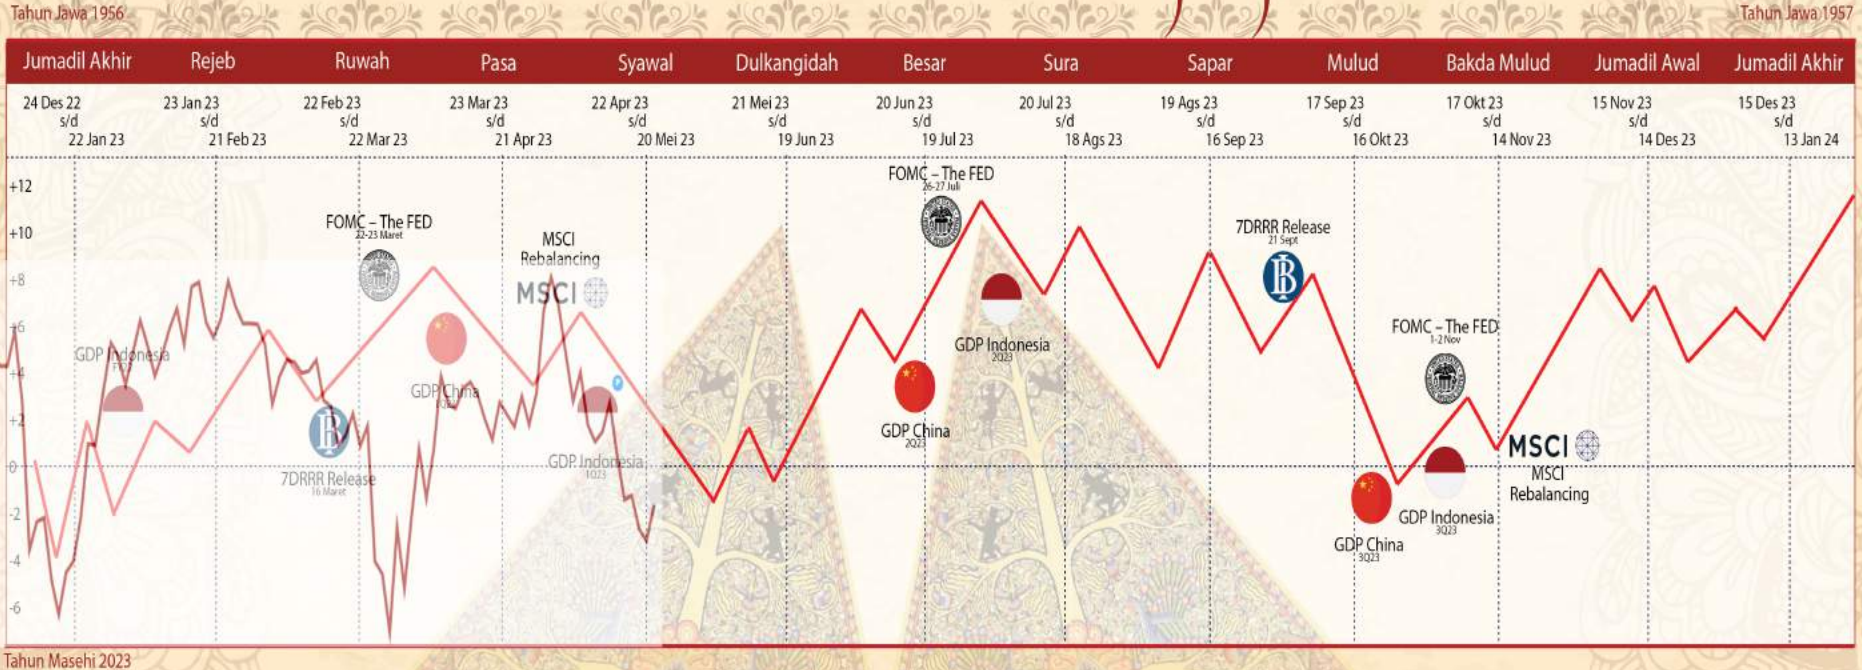 Tahun Jawa 1956
Tahun Jawa 1957
Jumadil Akhir
Rejeb
Ruwah
Pasa
Syawal
Dulkangidah
Besar
Sura
Sapar
Mulud
Bakda Mulud
Jumadil Awal
Jumadil Akhir
24 Des 22
s/d
22 Jan 23
23 Jan 23
s/d
21 Feb 23
22 Feb 23
s/d
22 Mar 23
23 Mar 23
s/d
21 Apr 23
22 Apr 23
s/d
20 Mei 23
21 Mei 23
s/d
19 Jun 23
20 Jun 23
s/d
19 Jul 23
20 Jul 23
s/d
18 Ags 23
19 Ags 23
s/d
16 Sep 23
17 Sep 23
s/d
16 Okt 23
17 Okt 23
s/d
14 Nov 23
15 Nov 23
s/d
14 Des 23
15 Des 23
s/d
13 Jan 24
+12
+10
+8
+6
+4
+2
0
-2
-4
-6
GDP Indonesia
FOMC – The FED
22-23 Maret
7DRRR Release
16 Maret
GDP China
MSCI
Rebalancing
MSCI
GDP Indonesia
1Q23
FOMC – The FED
26-27 Juli
GDP China
2Q23
GDP Indonesia
2Q23
7DRRR Release
21 Sept
GDP China
3Q23
FOMC – The FED
1-2 Nov
GDP Indonesia
3Q23
MSCI
MSCI
Rebalancing
Tahun Masehi 2023